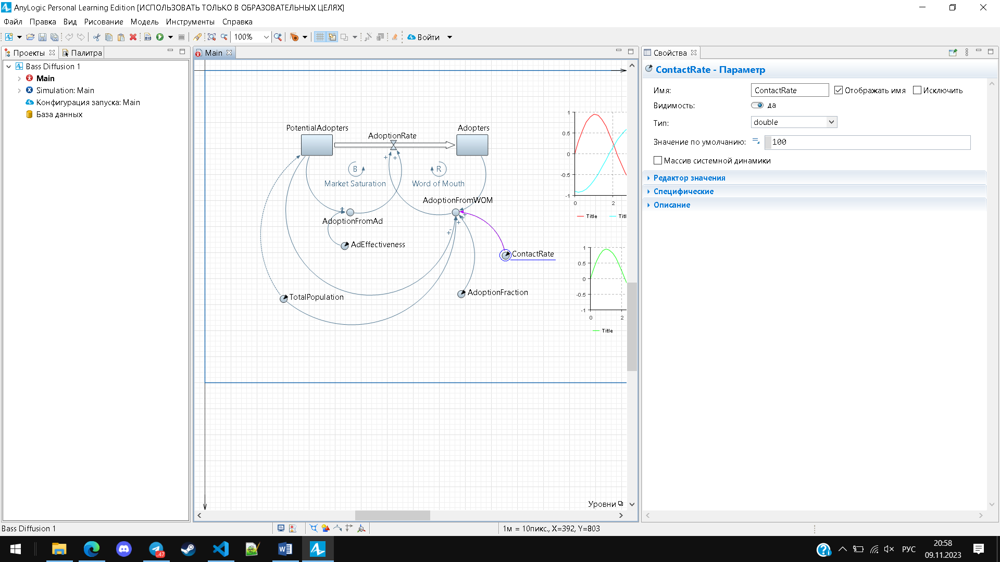 AnyLogic Personal Learning Edition [ИСПОЛЬЗОВАТЬ ТОЛЬКО В ОБРАЗОВАТЕЛЬНЫХ ЦЕЛЯХ]
Файл Правка Вид Рисование Модель Инструменты Справка
100% Войти
Проекты Палитра
Bass Diffusion 1
Main
Simulation: Main
Конфигурация запуска: Main
База данных
Main
PotentialAdopters
AdoptionRate
Adopters
B
Market Saturation
R
Word of Mouth
AdoptionFromWOM
AdoptionFromAd
AdEffectiveness
ContactRate
TotalPopulation
AdoptionFraction
1
0.5
0
-0.5
-1
0 2
Title Titl
1
0.5
0
-0.5
-1
0 2
Title
Уровни
Свойства
ContactRate - Параметр
Имя: ContactRate Отображать имя Исключить
Видимость: да
Тип: double
Значение по умолчанию: 100
Массив системной динамики
Редактор значения
Специфические
Описание
Bass Diffusion 1
1м = 10пикс., X=392, Y=803
47
РУС
20:58
09.11.2023